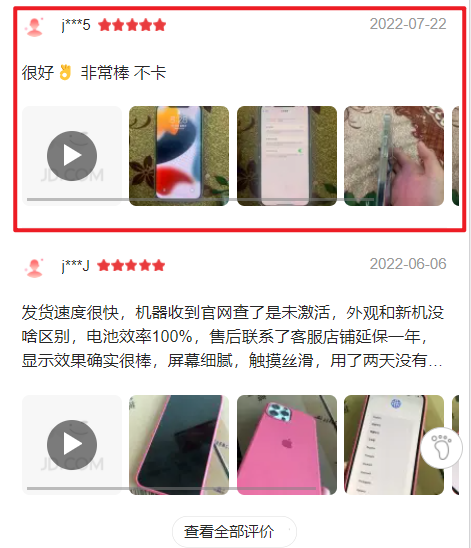 j***5
2022-07-22
很好👌 非常棒 不卡
JD.COM
j***J
2022-06-06
发货速度很快，机器收到官网查了是未激活，外观和新机没
啥区别，电池效率100%，售后联系了客服店铺延保一年，
显示效果确实很棒，屏幕细腻，触摸丝滑，用了两天没有...
JD.COM
查看全部评价